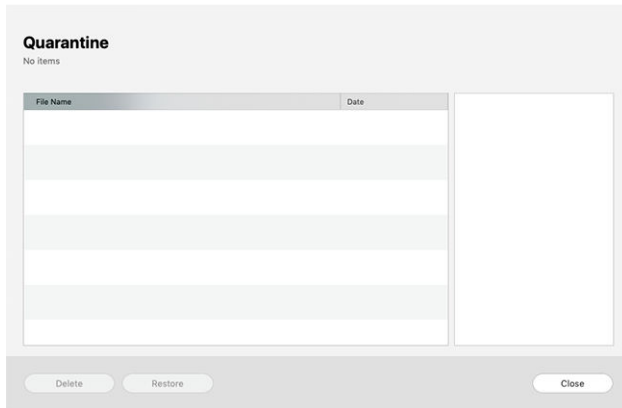 Quarantine
No items
File Name Date
Delete Restore Close